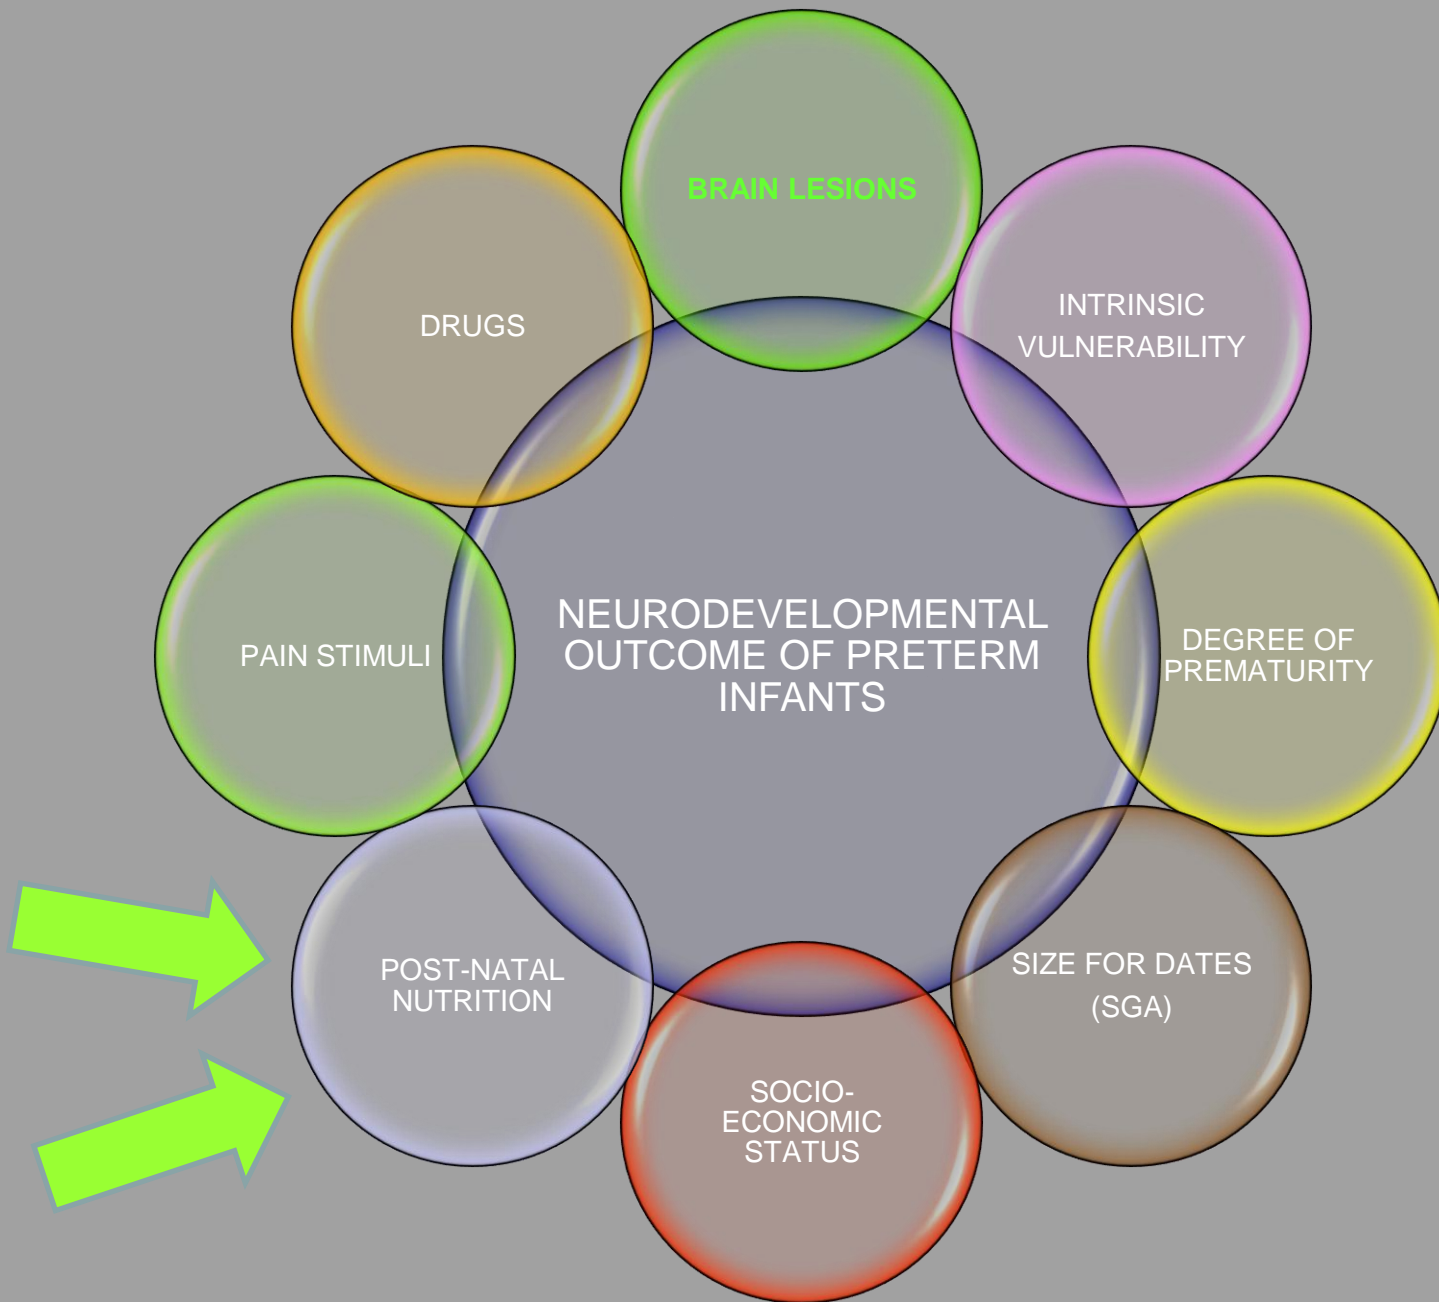 BRAIN LESIONS
INTRINSIC
VULNERABILITY
DRUGS
NEURODEVELOPMENTAL
OUTCOME OF PRETERM
INFANTS
PAIN STIMULI
DEGREE OF
PREMATURITY
POST-NATAL
NUTRITION
SIZE FOR DATES
(SGA)
SOCIO-
ECONOMIC
STATUS